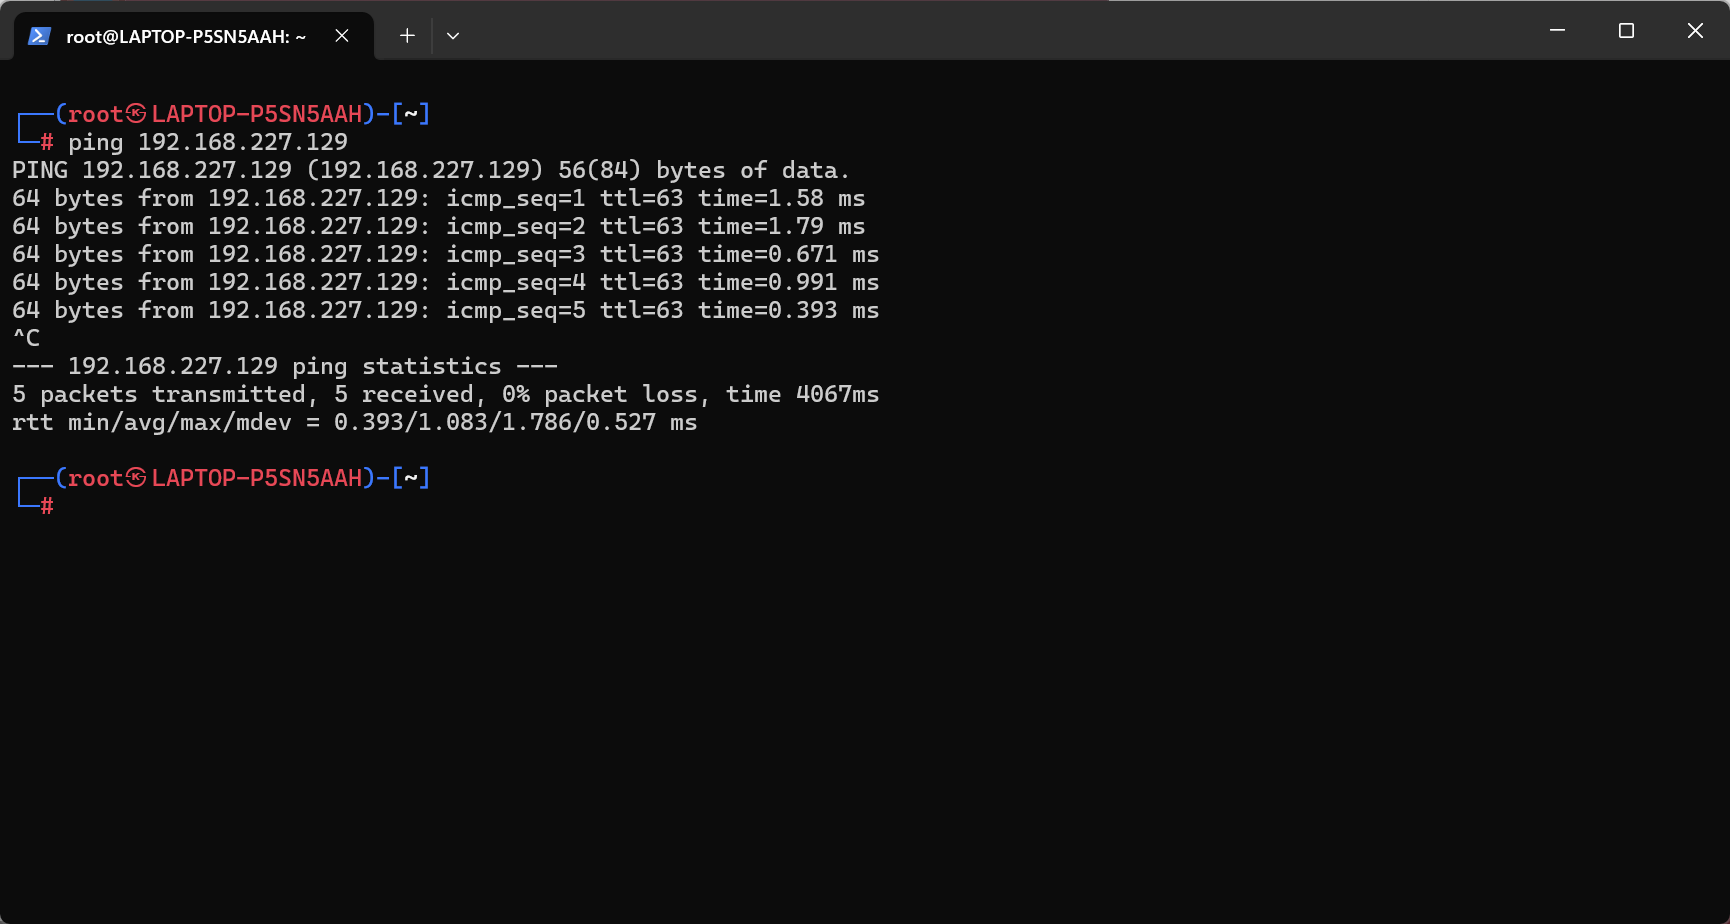 root@LAPTOP-P5SN5AAH: ~
┌──(root㉿LAPTOP-P5SN5AAH)-[~]
└─# ping 192.168.227.129
PING 192.168.227.129 (192.168.227.129) 56(84) bytes of data.
64 bytes from 192.168.227.129: icmp_seq=1 ttl=63 time=1.58 ms
64 bytes from 192.168.227.129: icmp_seq=2 ttl=63 time=1.79 ms
64 bytes from 192.168.227.129: icmp_seq=3 ttl=63 time=0.671 ms
64 bytes from 192.168.227.129: icmp_seq=4 ttl=63 time=0.991 ms
64 bytes from 192.168.227.129: icmp_seq=5 ttl=63 time=0.393 ms
^C
--- 192.168.227.129 ping statistics ---
5 packets transmitted, 5 received, 0% packet loss, time 4067ms
rtt min/avg/max/mdev = 0.393/1.083/1.786/0.527 ms
┌──(root㉿LAPTOP-P5SN5AAH)-[~]
└─#